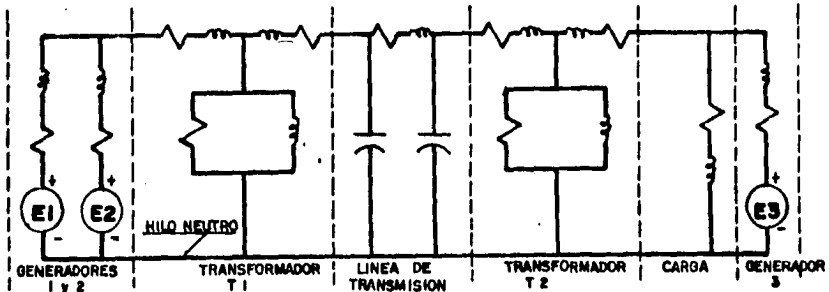 +
+
+
E1
E2
E3
-
-
-
HILO NEUTRO
GENERADORES
1 y 2
TRANSFORMADOR
T 1
LINEA DE
TRANSMISION
TRANSFORMADOR
T 2
CARGA
GENERADOR
3